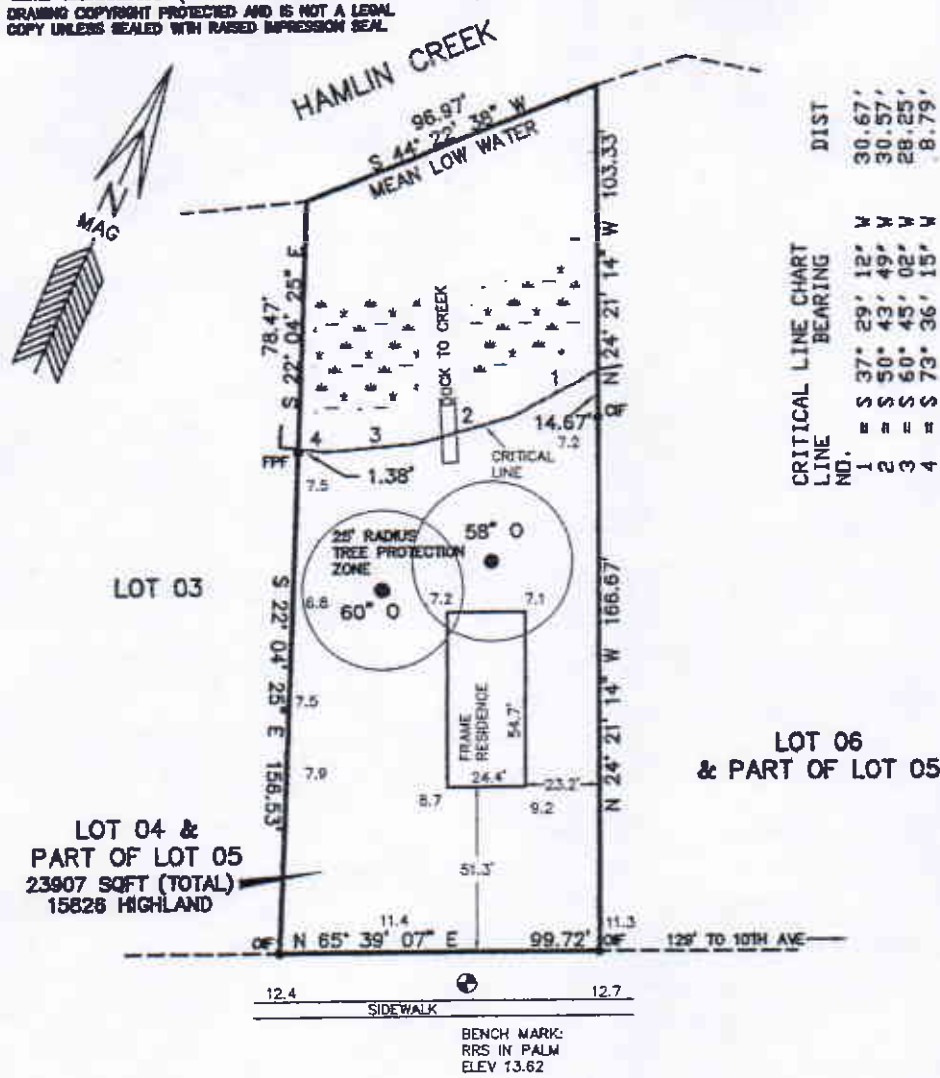 DRAWING COPYRIGHT PROTECTED AND IS NOT A LEGAL
COPY UNLESS SEALED WITH RAISED IMPRESSION SEAL
HAMLIN CREEK
96.97'
S 44° 22' 38" W
MEAN LOW WATER
MAG
N
78.47'
S 22° 04' 25" E
103.33'
N 24° 21' 14" W
DOCK TO CREEK
1
2
3
4
14.67'
OIF
7.2
CRITICAL
LINE
FPF
1.38'
7.5
CRITICAL LINE CHART
LINE NO. BEARING DIST
1 = S 37° 29' 12" W 30.67'
2 = S 50° 43' 49" W 30.57'
3 = S 60° 45' 02" W 28.25'
4 = S 73° 36' 15" W 8.79'
25' RADIUS
TREE PROTECTION
ZONE
58" O
60" O
6.8
7.2
7.1
LOT 03
S 22° 04' 25" E 156.53'
N 24° 21' 14" W 166.67'
7.5
7.9
FRAME
RESIDENCE
54.7'
24.4'
23.2'
8.7
9.2
LOT 06
& PART OF LOT 05
LOT 04 &
PART OF LOT 05
23907 SQFT (TOTAL)
15826 HIGHLAND
51.3'
11.4
11.3
OIF
N 65° 39' 07" E
99.72'
OIF
129' TO 10TH AVE
12.4
12.7
SIDEWALK
BENCH MARK:
RRS IN PALM
ELEV 13.62